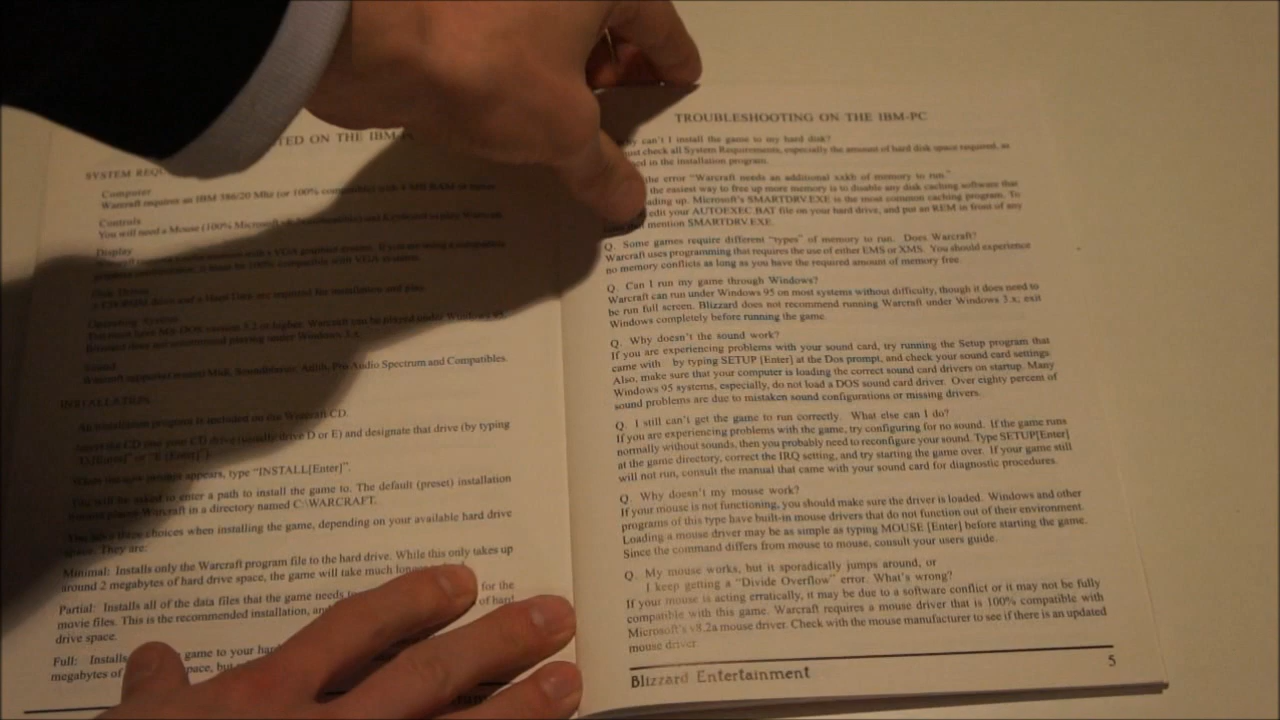 TED ON THE IBM-PC
SYSTEM REQ
Computer
Warcraft requires an IBM 386/20 Mhz (or 100% compatible) with 4 MB RAM or more
Controls
You will need a Mouse (100% Microsoft and Keyboard to play Warcraft.
Display
Warcraft with a VGA graphics system. If you are using a compatible
it must be 100% compatible with VGA systems.
Disk Drives
A CD-ROM drive and a Hard Disk are required for installation and play.
Operating System
You must have MS-DOS version 5.2 or higher. Warcraft can be played under Windows 95.
Blizzard does not recommend playing under Windows 3.x.
Sound
Warcraft supports General Midi, Soundblaster, Adlib, Pro Audio Spectrum and Compatibles.
INSTALLATION
An installation program is included on the Warcraft CD.
Insert the CD into your CD drive (usually drive D or E) and designate that drive (by typing
"D:[Enter]" or "E:[Enter]")
When the prompt appears, type "INSTALL[Enter]".
You will be asked to enter a path to install the game to. The default (preset) installation
places Warcraft in a directory named C:\WARCRAFT.
You have three choices when installing the game, depending on your available hard drive
space. They are:
Minimal: Installs only the Warcraft program file to the hard drive. While this only takes up
around 2 megabytes of hard drive space, the game will take much longer
Partial: Installs all of the data files that the game needs for the
movie files. This is the recommended installation, and of hard
drive space.
Full: Installs game to your hard
megabytes of space, but
TROUBLESHOOTING ON THE IBM-PC
can't I install the game to my hard disk?
check all System Requirements, especially the amount of hard disk space required, as
in the installation program.
the error "Warcraft needs an additional xxkb of memory to run."
the easiest way to free up more memory is to disable any disk caching software that
loading up. Microsoft's SMARTDRV.EXE is the most common caching program. To
edit your AUTOEXEC.BAT file on your hard drive, and put an REM in front of any
mention SMARTDRV.EXE.
Q. Some games require different "types" of memory to run. Does Warcraft?
Warcraft uses programming that requires the use of either EMS or XMS. You should experience
no memory conflicts as long as you have the required amount of memory free.
Q. Can I run my game through Windows?
Warcraft can run under Windows 95 on most systems without difficulty, though it does need to
be run full screen. Blizzard does not recommend running Warcraft under Windows 3.x; exit
Windows completely before running the game.
Q. Why doesn't the sound work?
If you are experiencing problems with your sound card, try running the Setup program that
came with by typing SETUP [Enter] at the Dos prompt, and check your sound card settings.
Also, make sure that your computer is loading the correct sound card drivers on startup. Many
Windows 95 systems, especially, do not load a DOS sound card driver. Over eighty percent of
sound problems are due to mistaken sound configurations or missing drivers.
Q. I still can't get the game to run correctly. What else can I do?
If you are experiencing problems with the game, try configuring for no sound. If the game runs
normally without sounds, then you probably need to reconfigure your sound. Type SETUP[Enter]
at the game directory, correct the IRQ setting, and try starting the game over. If your game still
will not run, consult the manual that came with your sound card for diagnostic procedures.
Q. Why doesn't my mouse work?
If your mouse is not functioning, you should make sure the driver is loaded. Windows and other
programs of this type have built-in mouse drivers that do not function out of their environment.
Loading a mouse driver may be as simple as typing MOUSE [Enter] before starting the game.
Since the command differs from mouse to mouse, consult your users guide.
Q. My mouse works, but it sporadically jumps around, or
I keep getting a "Divide Overflow" error. What's wrong?
If your mouse is acting erratically, it may be due to a software conflict or it may not be fully
compatible with this game. Warcraft requires a mouse driver that is 100% compatible with
Microsoft's v8.2a mouse driver. Check with the mouse manufacturer to see if there is an updated
mouse driver.
Blizzard Entertainment
5